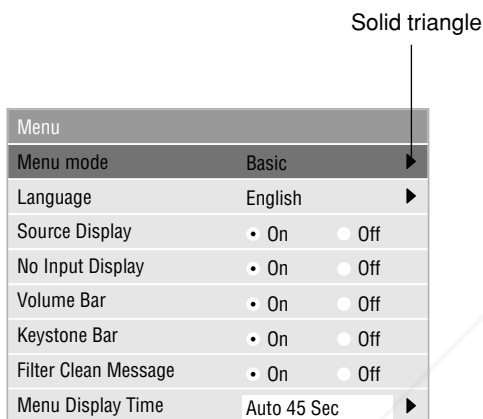 Solid triangle
Menu
Menu mode Basic
Language English
Source Display On Off
No Input Display On Off
Volume Bar On Off
Keystone Bar On Off
Filter Clean Message On Off
Menu Display Time Auto 45 Sec